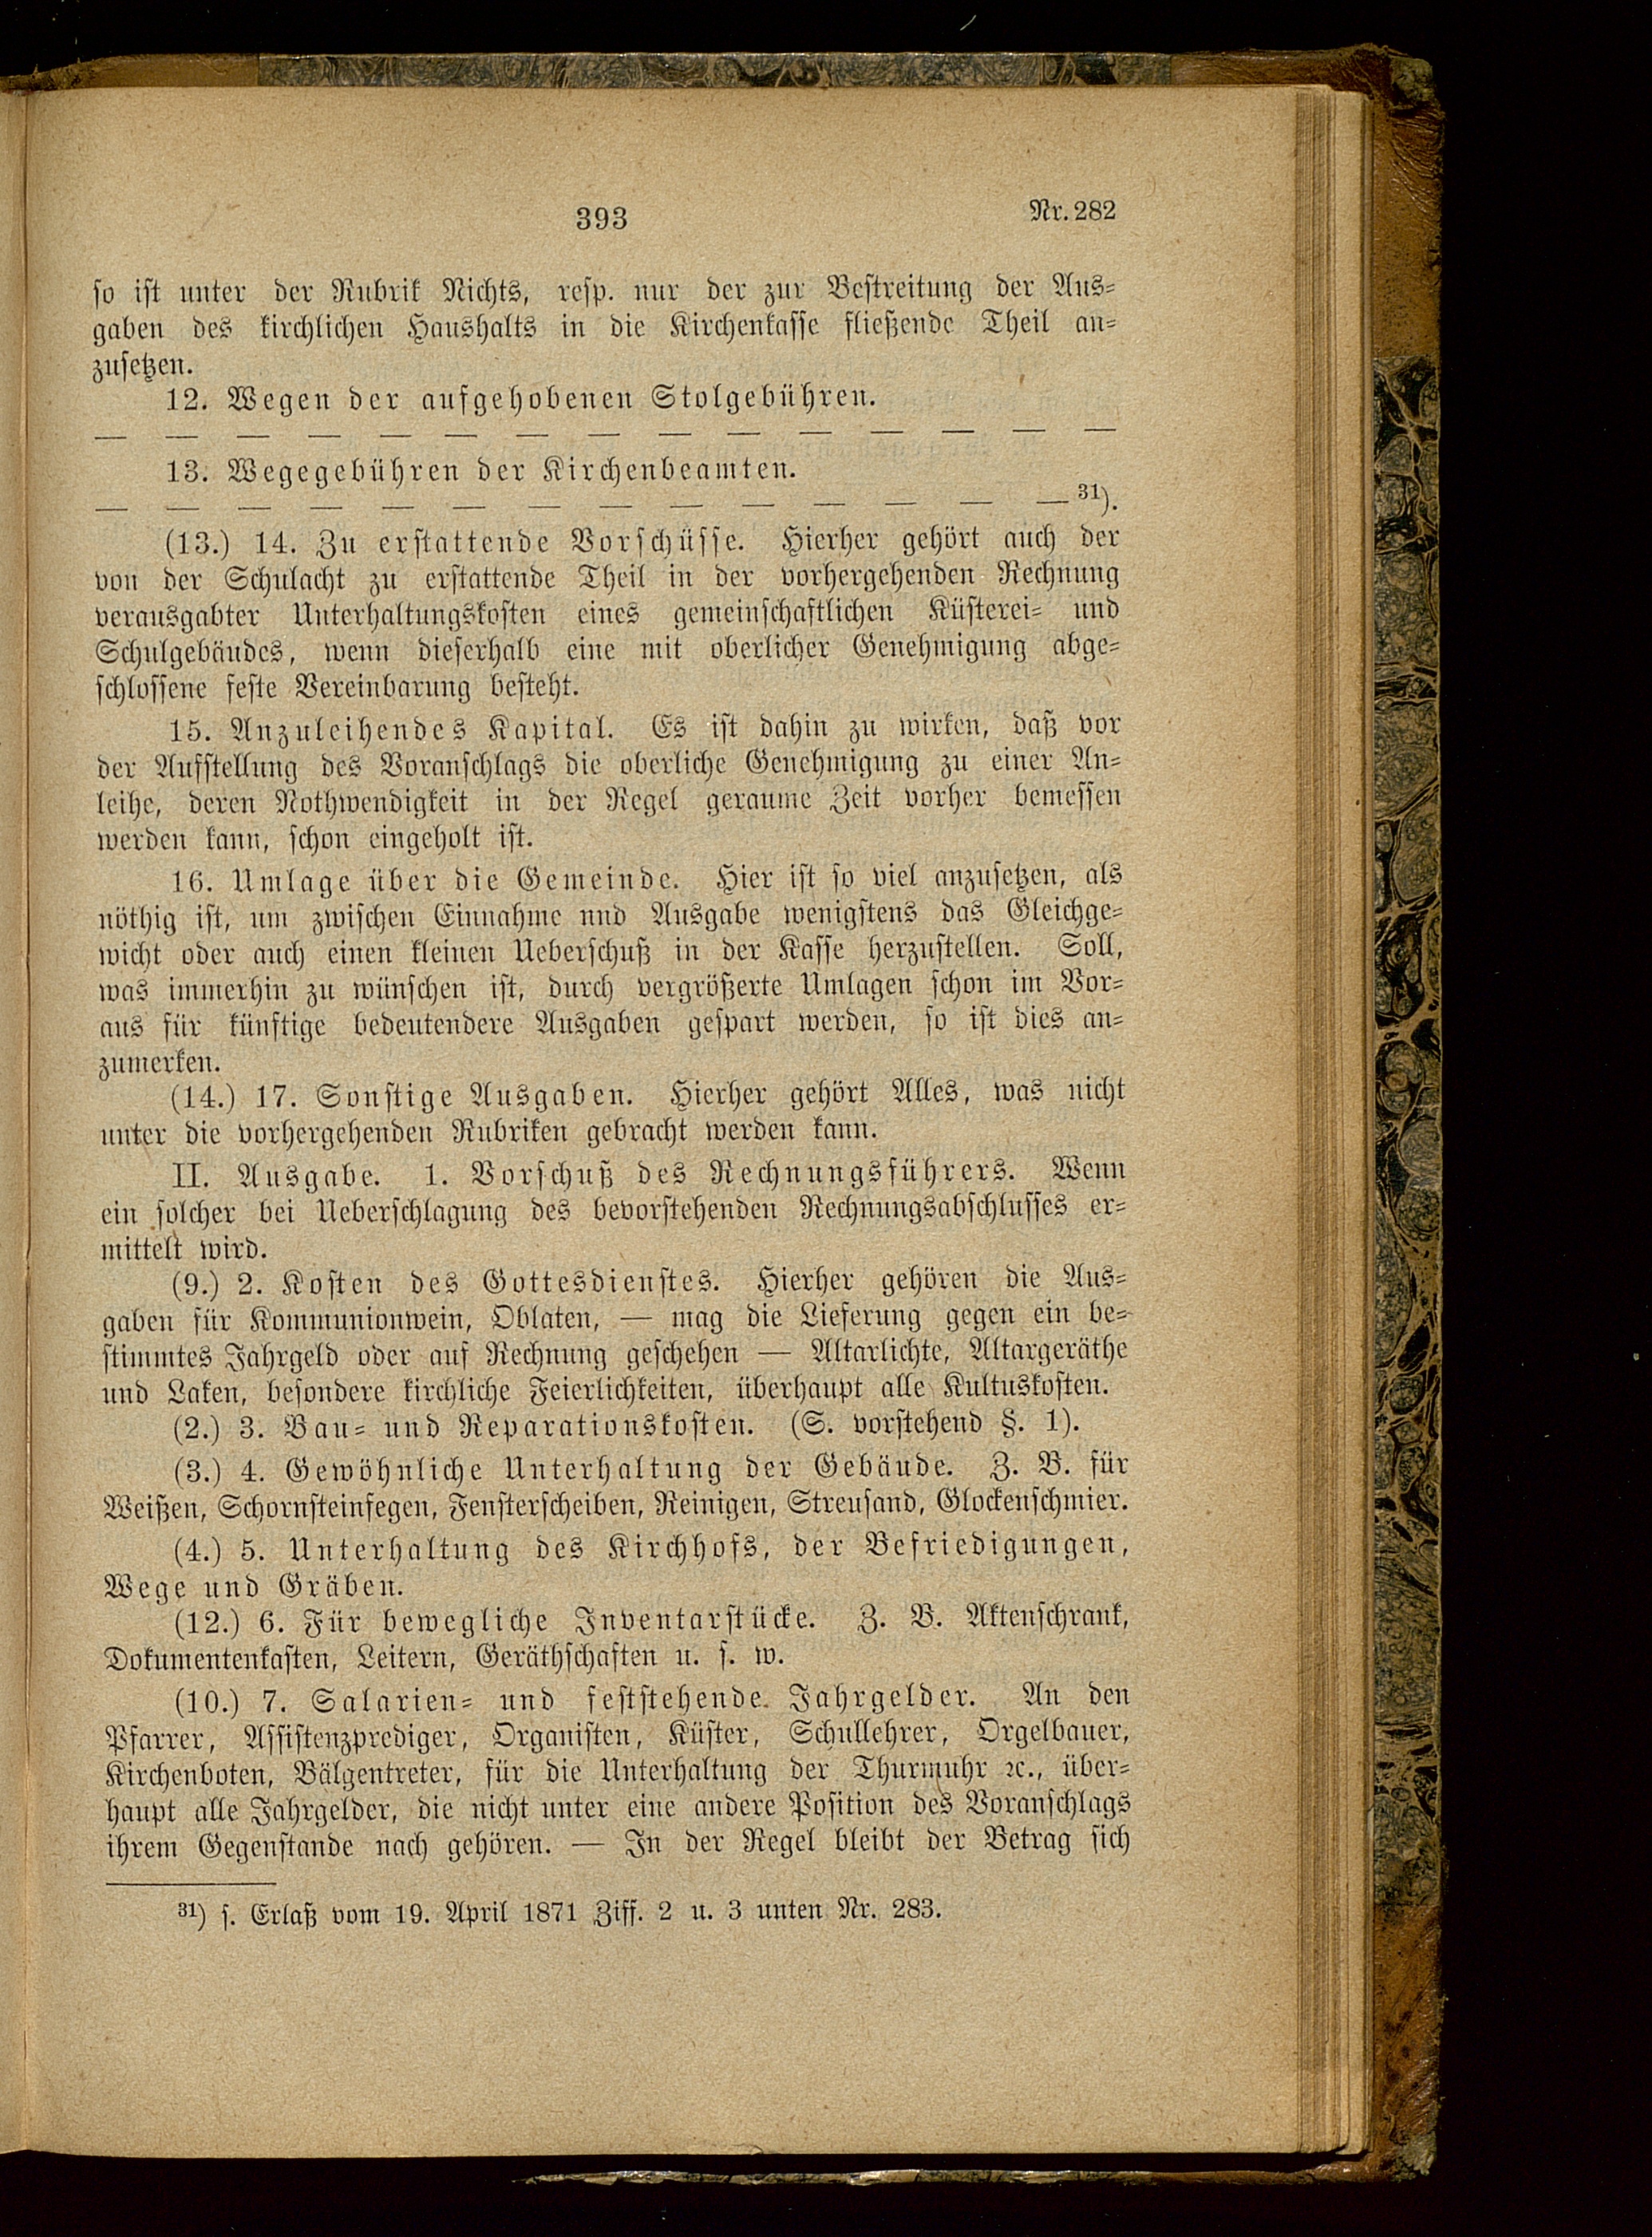 393
Nr. 282
so ist unter der Rubrik Nichts, resp. nur der zur Bestreitung der Aus-
gaben des kirchlichen Haushalts in die Kirchenkasse fließende Theil an-
zusetzen.
12. Wegen der aufgehobenen Stolgebühren.
— — — — — — — — — — — — — — —
13. Wegegebühren der Kirchenbeamten.
— — — — — — — — — — — — — — 31).
(13.) 14. Zu erstattende Vorschüsse. Hierher gehört auch der
von der Schulacht zu erstattende Theil in der vorhergehenden Rechnung
verausgabter Unterhaltungskosten eines gemeinschaftlichen Küsterei- und
Schulgebäudes, wenn dieserhalb eine mit oberlicher Genehmigung abge-
schlossene feste Vereinbarung besteht.
15. Anzuleihendes Kapital. Es ist dahin zu wirken, daß vor
der Aufstellung des Voranschlags die oberliche Genehmigung zu einer An-
leihe, deren Nothwendigkeit in der Regel geraume Zeit vorher bemessen
werden kann, schon eingeholt ist.
16. Umlage über die Gemeinde. Hier ist so viel anzusetzen, als
nöthig ist, um zwischen Einnahme und Ausgabe wenigstens das Gleichge-
wicht oder auch einen kleinen Ueberschuß in der Kasse herzustellen. Soll,
was immerhin zu wünschen ist, durch vergrößerte Umlagen schon im Vor-
aus für künftige bedeutendere Ausgaben gespart werden, so ist dies an-
zumerken.
(14.) 17. Sonstige Ausgaben. Hierher gehört Alles, was nicht
unter die vorhergehenden Rubriken gebracht werden kann.
II. Ausgabe. 1. Vorschuß des Rechnungsführers. Wenn
ein solcher bei Ueberschlagung des bevorstehenden Rechnungsabschlusses er-
mittelt wird.
(9.) 2. Kosten des Gottesdienstes. Hierher gehören die Aus-
gaben für Kommunionwein, Oblaten, — mag die Lieferung gegen ein be-
stimmtes Jahrgeld oder auf Rechnung geschehen — Altarlichte, Altargeräthe
und Laken, besondere kirchliche Feierlichkeiten, überhaupt alle Kultuskosten.
(2.) 3. Bau- und Reparationskosten. (S. vorstehend §. 1).
(3.) 4. Gewöhnliche Unterhaltung der Gebäude. Z. B. für
Weißen, Schornsteinfegen, Fensterscheiben, Reinigen, Streusand, Glockenschmier.
(4.) 5. Unterhaltung des Kirchhofs, der Befriedigungen,
Wege und Gräben.
(12.) 6. Für bewegliche Inventarstücke. Z. B. Aktenschrank,
Dokumentenkasten, Leitern, Geräthschaften u. s. w.
(10.) 7. Salarien- und feststehende Jahrgelder. An den
Pfarrer, Assistenzprediger, Organisten, Küster, Schullehrer, Orgelbauer,
Kirchenboten, Bälgentreter, für die Unterhaltung der Thurmuhr ꝛc., über-
haupt alle Jahrgelder, die nicht unter eine andere Position des Voranschlags
ihrem Gegenstande nach gehören. — In der Regel bleibt der Betrag sich
31) s. Erlaß vom 19. April 1871 Ziff. 2 u. 3 unten Nr. 283.